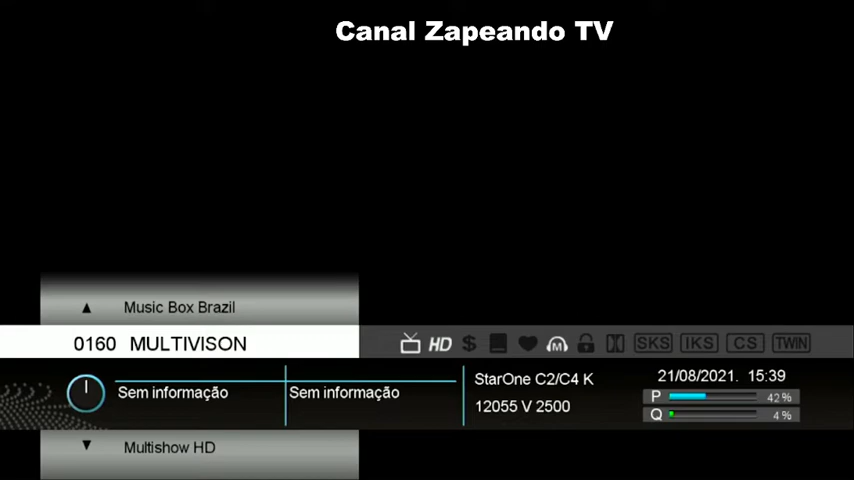 Canal Zapeando TV
Music Box Brazil
0160 MULTIVISON
HD $ M SKS IKS CS TWIN
Sem informação Sem informação
StarOne C2/C4 K
12055 V 2500
21/08/2021. 15:39
P 42%
Q 4%
Multishow HD